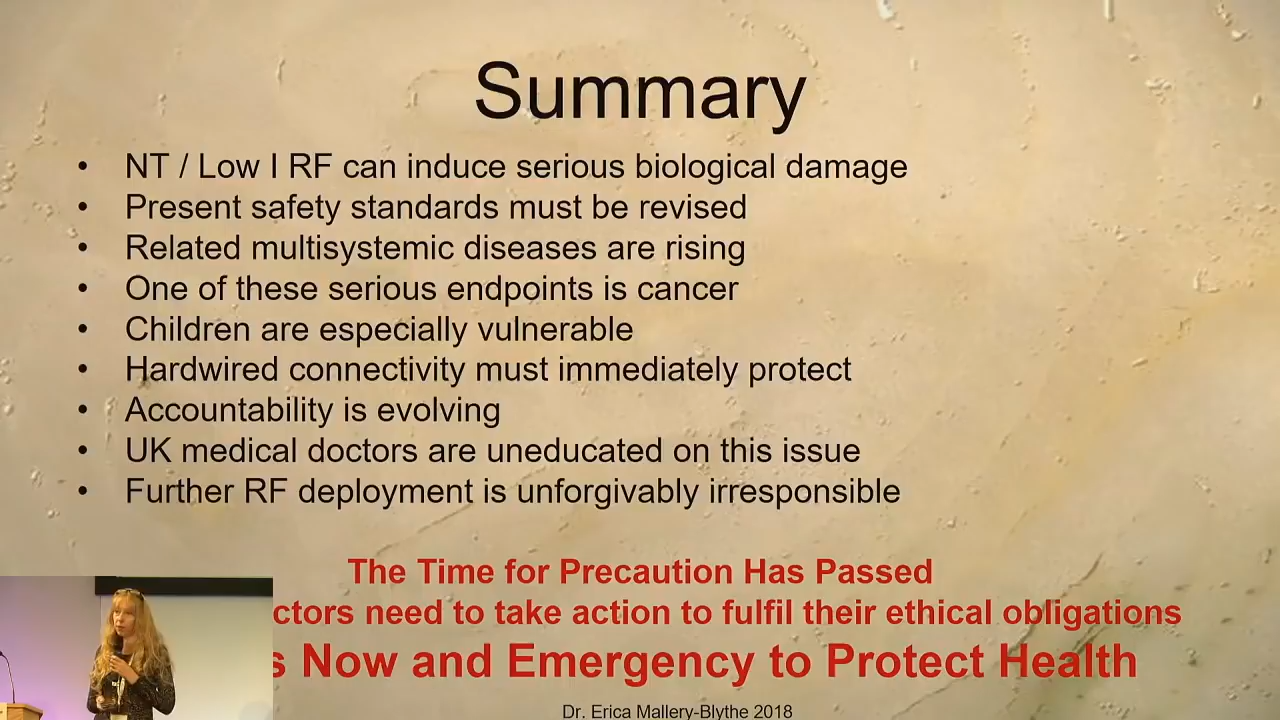 Summary
• NT / Low I RF can induce serious biological damage
• Present safety standards must be revised
• Related multisystemic diseases are rising
• One of these serious endpoints is cancer
• Children are especially vulnerable
• Hardwired connectivity must immediately protect
• Accountability is evolving
• UK medical doctors are uneducated on this issue
• Further RF deployment is unforgivably irresponsible
The Time for Precaution Has Passed
ctors need to take action to fulfil their ethical obligations
s Now and Emergency to Protect Health
Dr. Erica Mallery-Blythe 2018